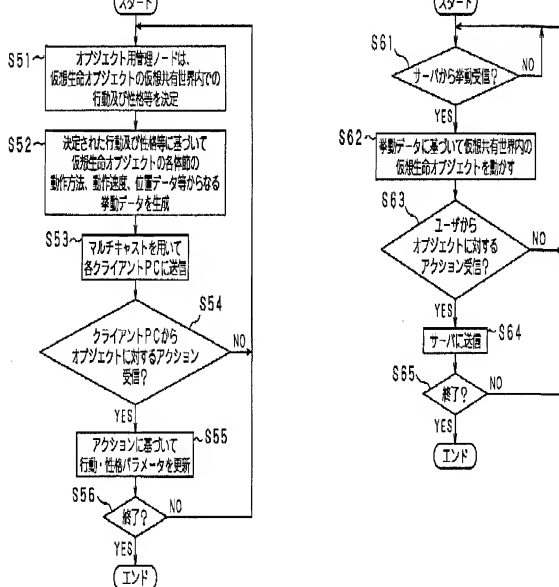 スタート
S51
オブジェクト用管理ノードは、
仮想生命オブジェクトの仮想共有世界内での
行動及び性格等を決定
S52
決定された行動及び性格等に基づいて
仮想生命オブジェクトの各体節の
動作方法、動作速度、位置データ等からなる
挙動データを生成
S53
マルチキャストを用いて
各クライアントPCに送信
S54
クライアントPCから
オブジェクトに対するアクション
受信?
NO
YES
アクションに基づいて
行動・性格パラメータを更新
S55
S56
終了?
NO
YES
エンド
スタート
S61
サーバから挙動受信?
NO
YES
S62
挙動データに基づいて仮想共有世界内の
仮想生命オブジェクトを動かす
S63
ユーザから
オブジェクトに対する
アクション受信?
NO
YES
S64
サーバに送信
S65
終了?
NO
YES
エンド